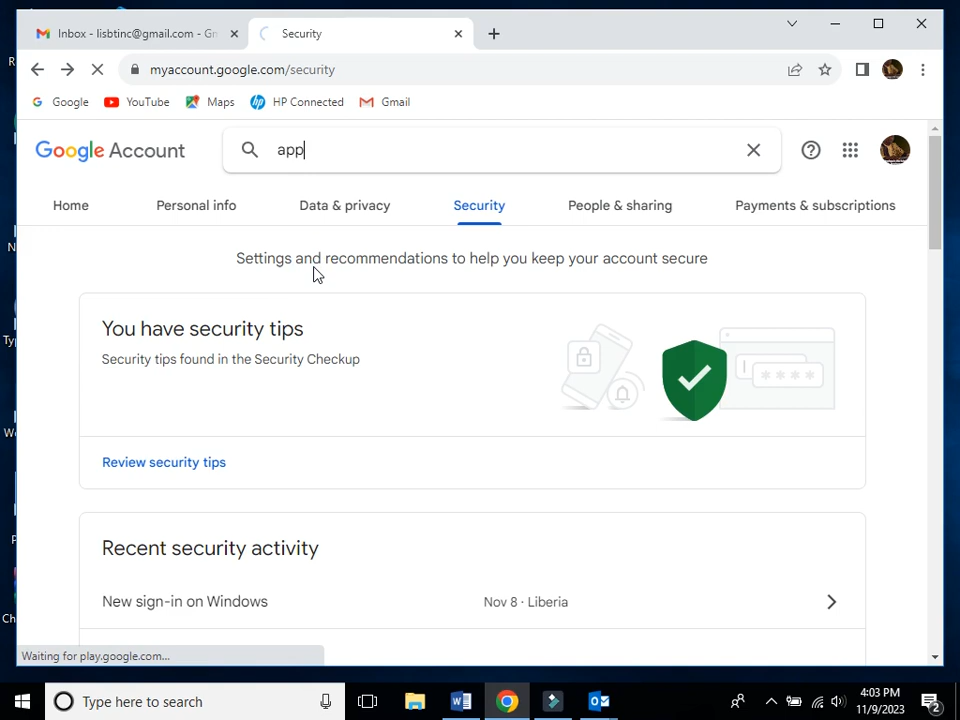 Inbox - lisbtinc@gmail.com - Gm
Security
myaccount.google.com/security
Google
YouTube
Maps
HP Connected
Gmail
Google Account
app
Home
Personal info
Data & privacy
Security
People & sharing
Payments & subscriptions
Settings and recommendations to help you keep your account secure
You have security tips
Security tips found in the Security Checkup
Review security tips
Recent security activity
New sign-in on Windows
Nov 8 · Liberia
Waiting for play.google.com...
Type here to search
4:03 PM
11/9/2023
2